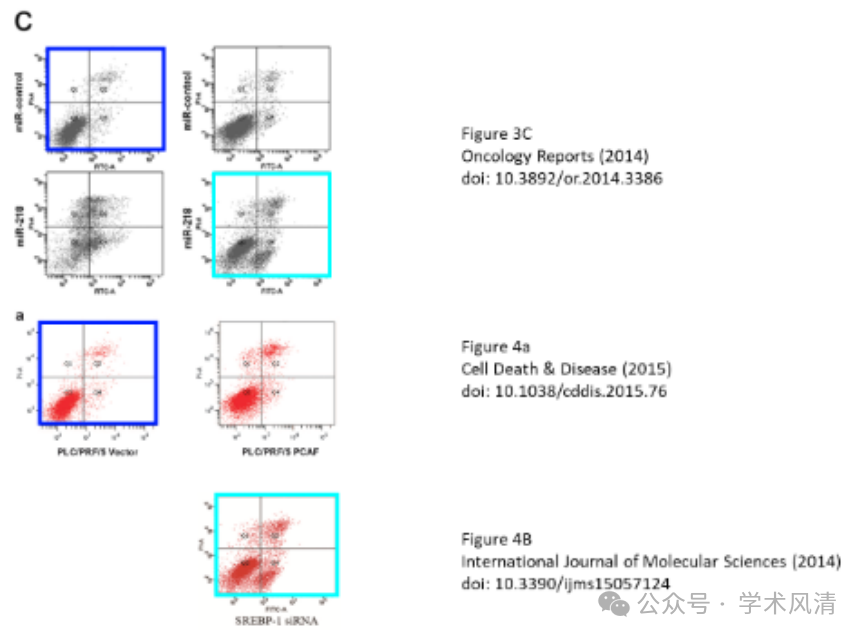 C
miR-control
FITC-A
miR-control
FITC-A
Figure 3C
Oncology Reports (2014)
doi: 10.3892/or.2014.3386
miR-218
FITC-A
miR-218
FITC-A
a
PLC/PRF/5 Vector
PLC/PRF/5 PCAF
Figure 4a
Cell Death & Disease (2015)
doi: 10.1038/cddis.2015.76
FITC-A
SREBP-1 siRNA
Figure 4B
International Journal of Molecular Sciences (2014)
doi: 10.3390/ijms15057124
公众号 · 学术风清